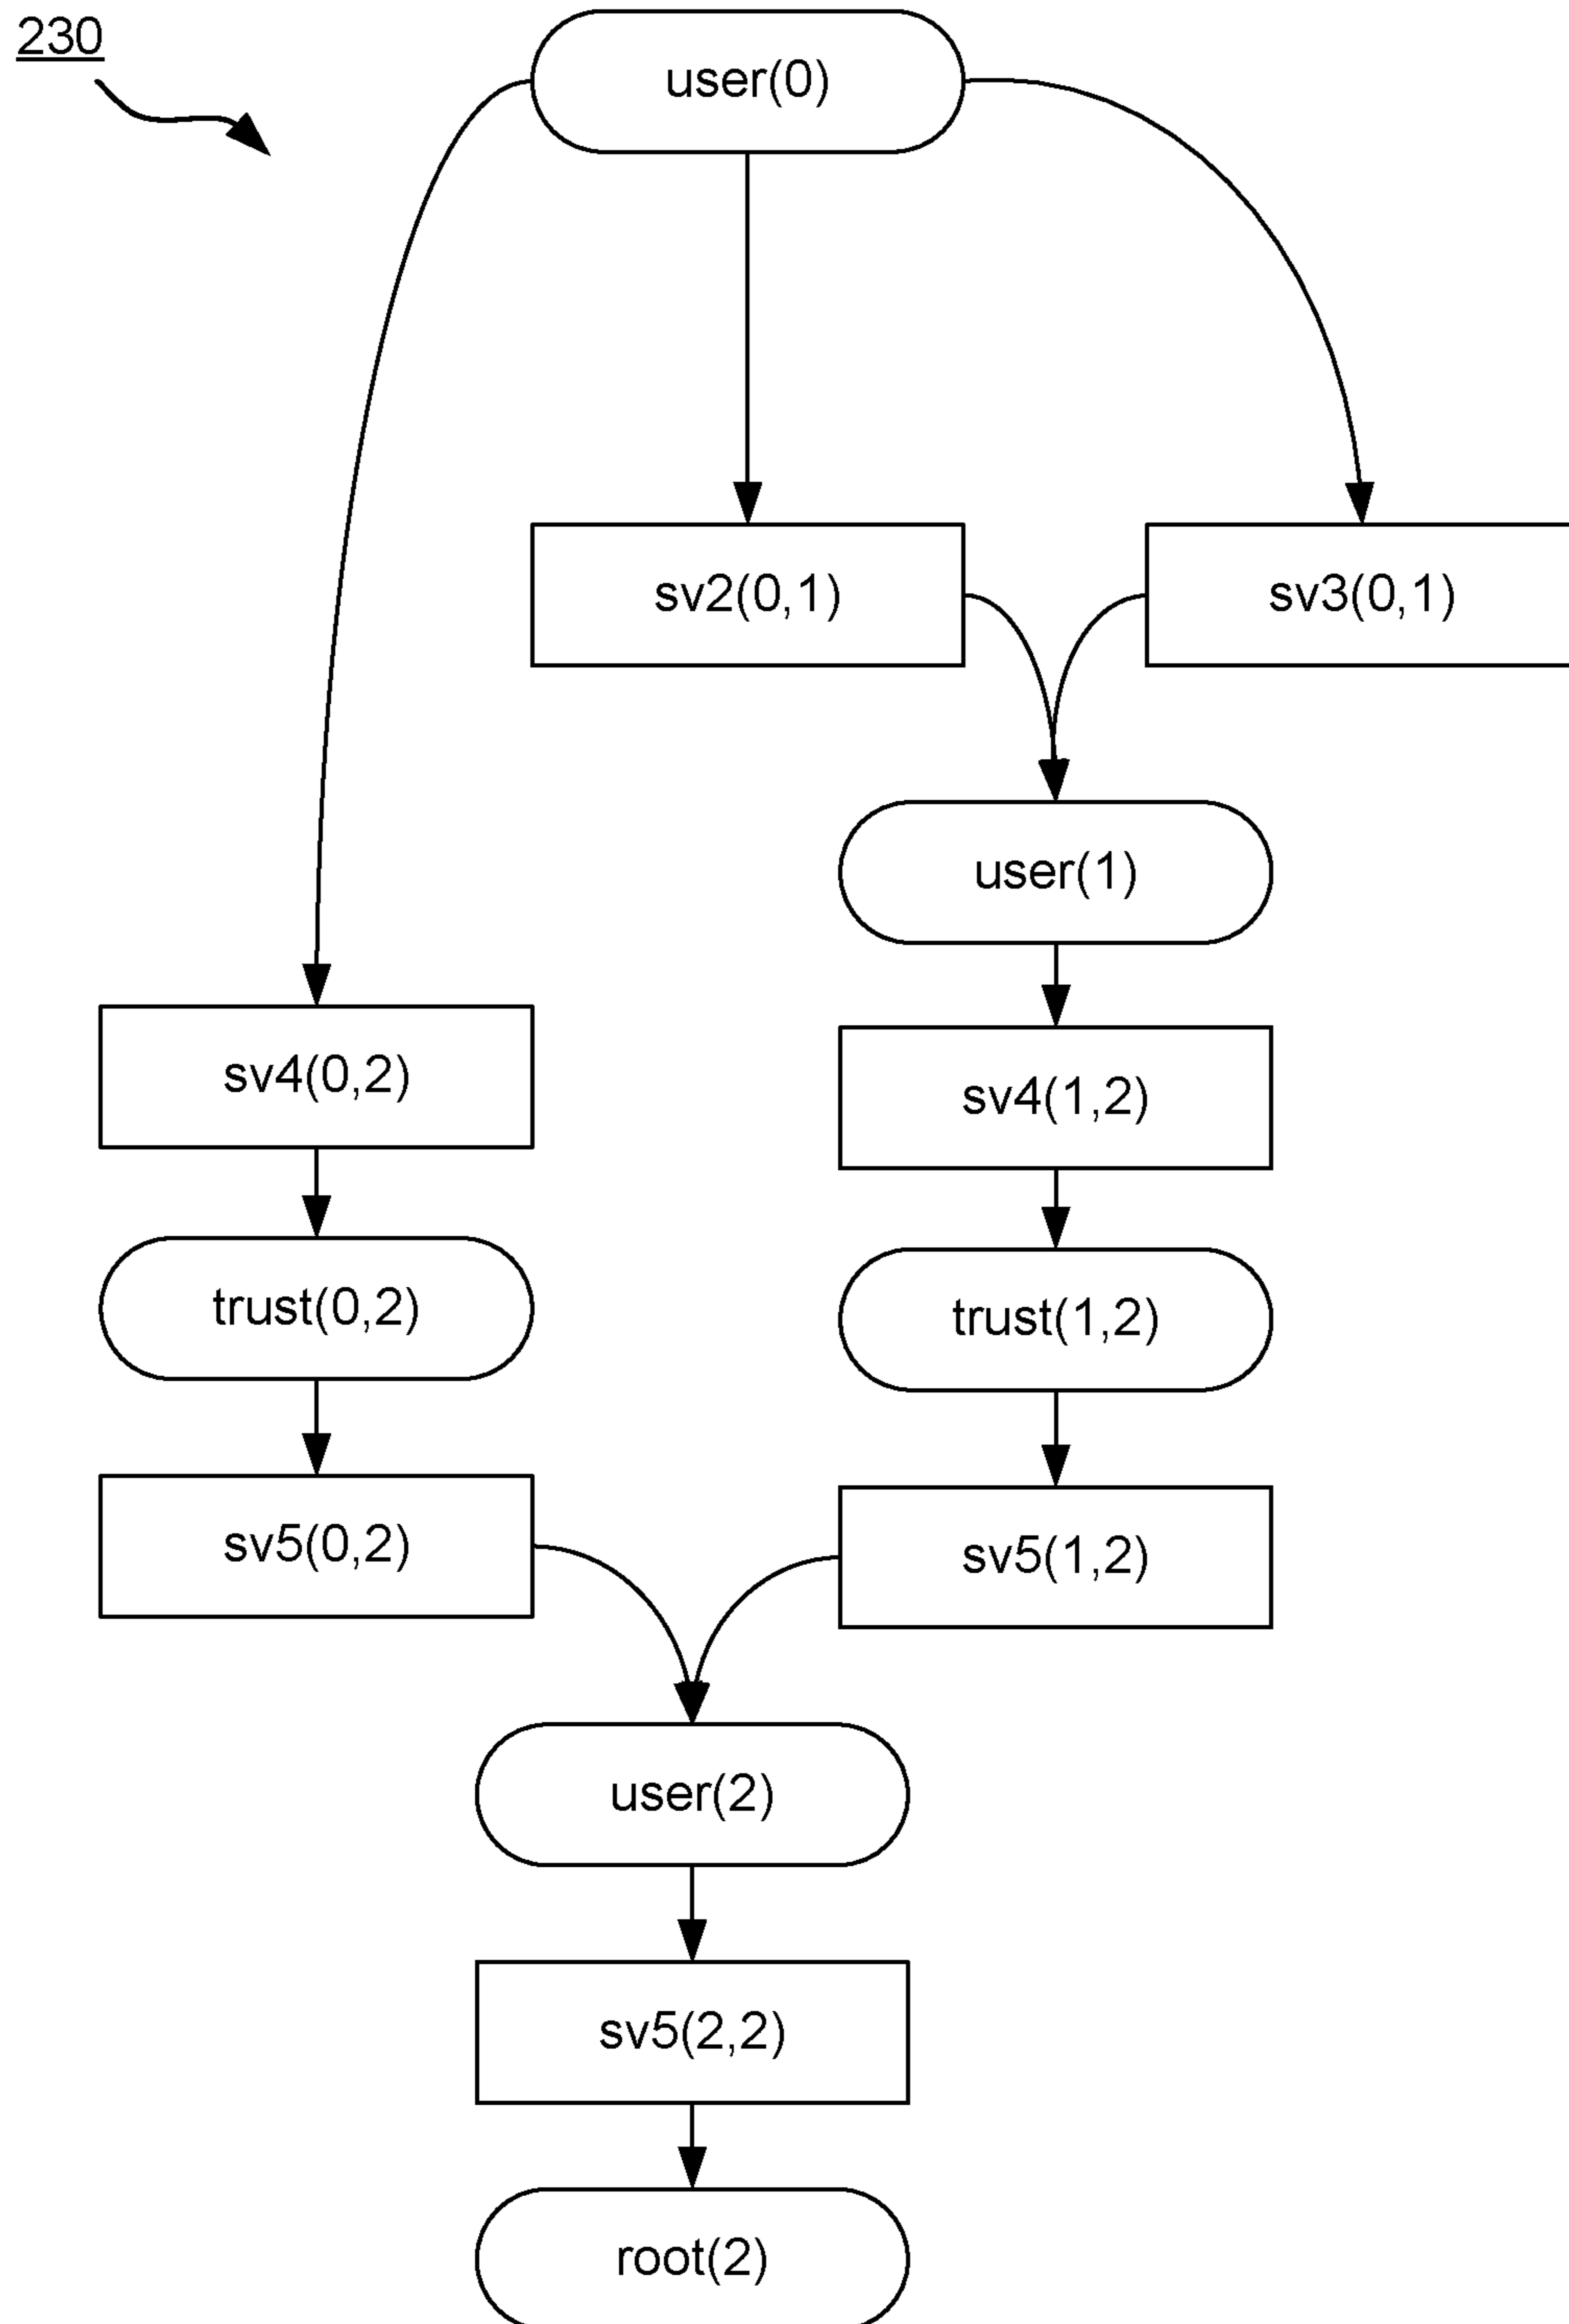 230
user(0)
sv2(0,1)
sv3(0,1)
user(1)
sv4(0,2)
sv4(1,2)
trust(0,2)
trust(1,2)
sv5(0,2)
sv5(1,2)
user(2)
sv5(2,2)
root(2)